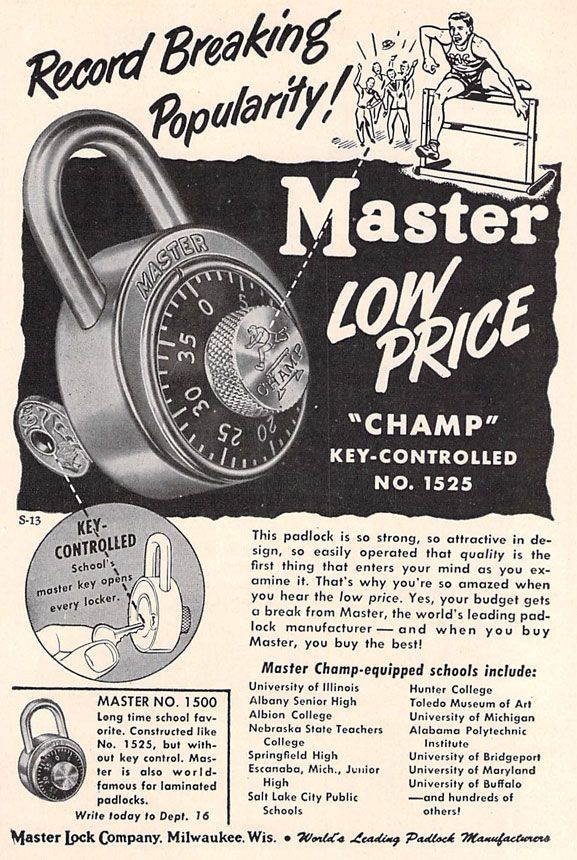 Record Breaking
Popularity!
Master
LOW
PRICE
"CHAMP"
KEY-CONTROLLED
NO. 1525
MASTER
0
5
35
30
25
20
CHAMP
S-13
KEY-
CONTROLLED
School's
master key opens
every locker.
This padlock is so strong, so attractive in de-
sign, so easily operated that quality is the
first thing that enters your mind as you ex-
amine it. That's why you're so amazed when
you hear the low price. Yes, your budget gets
a break from Master, the world's leading pad-
lock manufacturer — and when you buy
Master, you buy the best!
Master Champ-equipped schools include:
University of Illinois
Albany Senior High
Albion College
Nebraska State Teachers
College
Springfield High
Escanaba, Mich., Junior
High
Salt Lake City Public
Schools
Hunter College
Toledo Museum of Art
University of Michigan
Alabama Polytechnic
Institute
University of Bridgeport
University of Maryland
University of Buffalo
—and hundreds of
others!
MASTER NO. 1500
Long time school fav-
orite. Constructed like
No. 1525, but with-
out key control. Mas-
ter is also world-
famous for laminated
padlocks.
Write today to Dept. 16
Master Lock Company, Milwaukee, Wis. • World's Leading Padlock Manufacturers